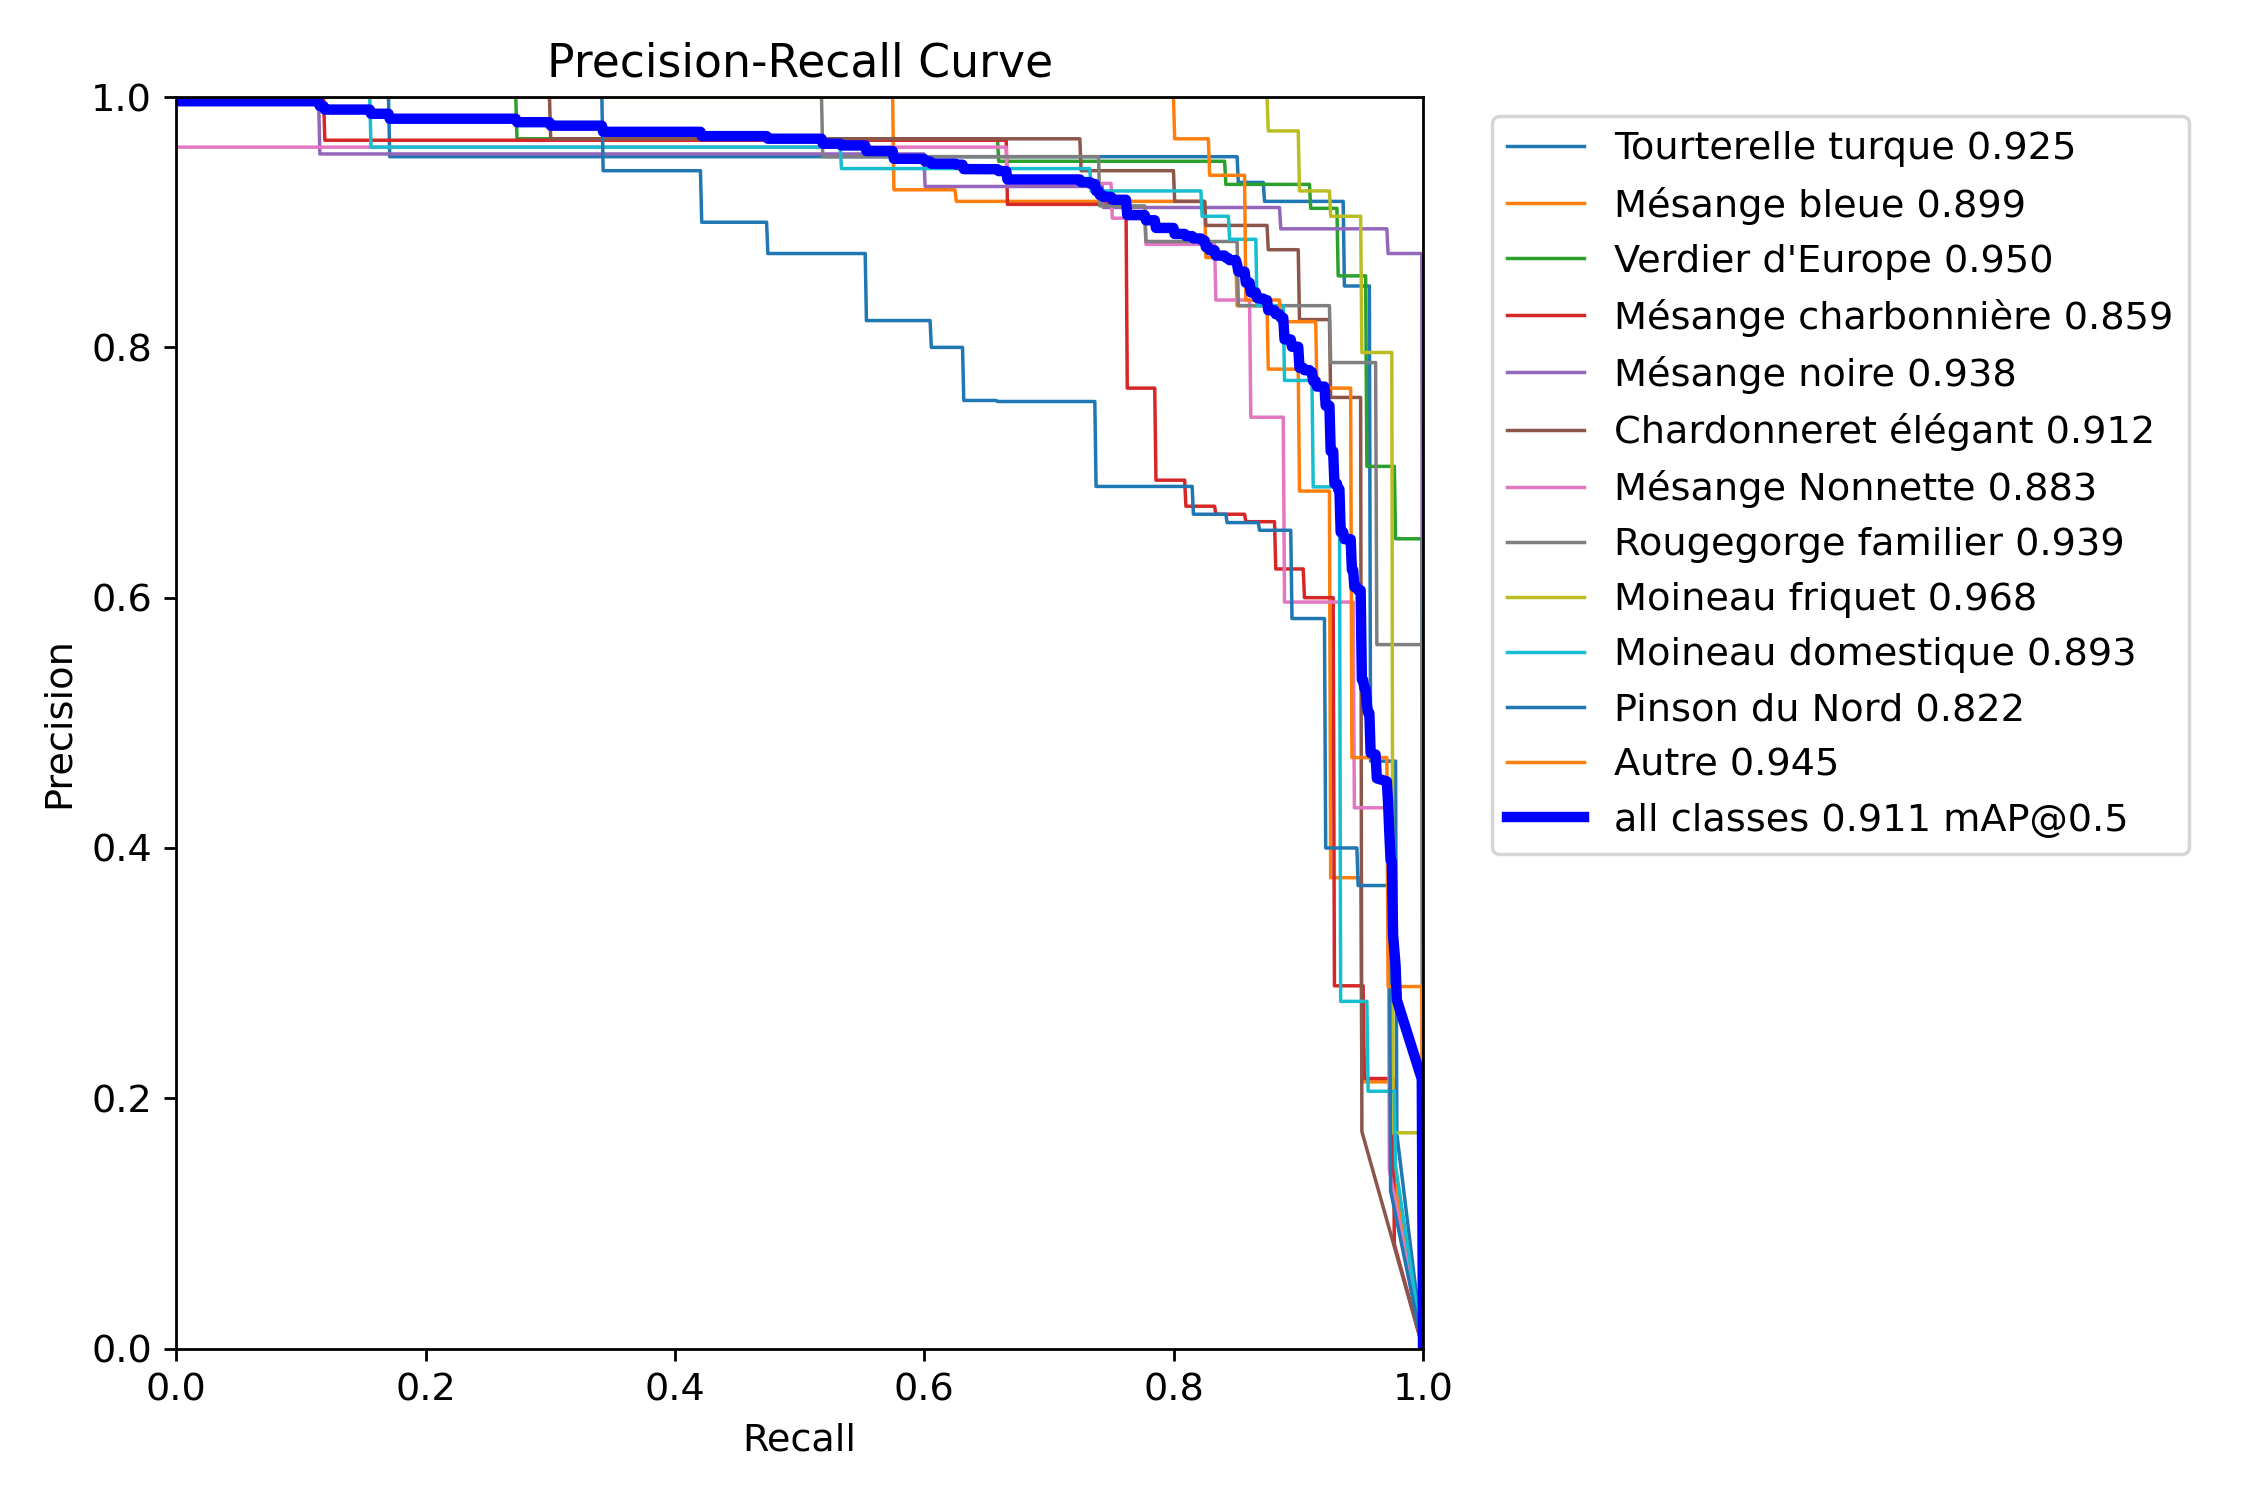 Precision-Recall Curve
1.0
0.8
0.6
0.4
0.2
0.0
Precision
0.0 0.2 0.4 0.6 0.8 1.0
Recall
Tourterelle turque 0.925
Mésange bleue 0.899
Verdier d'Europe 0.950
Mésange charbonnière 0.859
Mésange noire 0.938
Chardonneret élégant 0.912
Mésange Nonnette 0.883
Rougegorge familier 0.939
Moineau friquet 0.968
Moineau domestique 0.893
Pinson du Nord 0.822
Autre 0.945
all classes 0.911 mAP@0.5